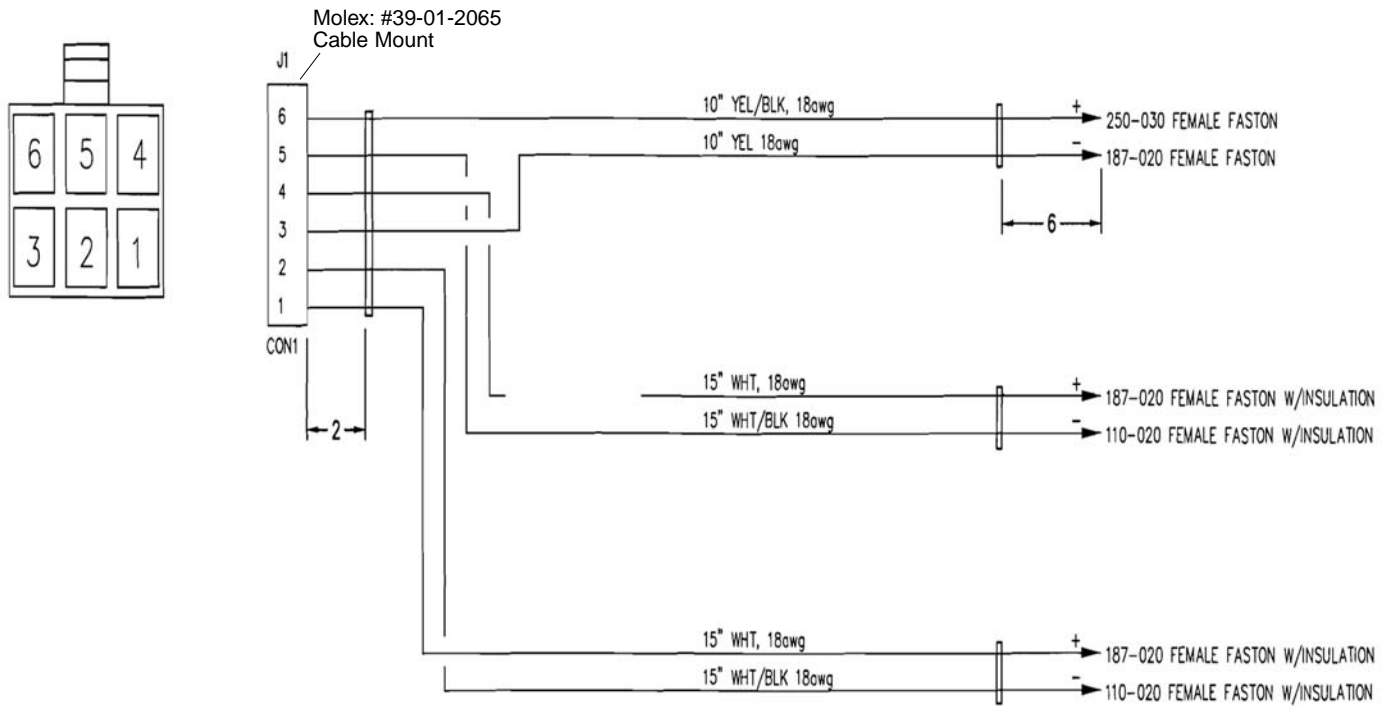 Molex: #39-01-2065
Cable Mount
J1
6 5 4
3 2 1
6
5
4
3
2
1
CON1
2
10" YEL/BLK, 18awg
+
250-030 FEMALE FASTON
10" YEL 18awg
-
187-020 FEMALE FASTON
6
15" WHT, 18awg
+
187-020 FEMALE FASTON W/INSULATION
15" WHT/BLK 18awg
-
110-020 FEMALE FASTON W/INSULATION
15" WHT, 18awg
+
187-020 FEMALE FASTON W/INSULATION
15" WHT/BLK 18awg
-
110-020 FEMALE FASTON W/INSULATION